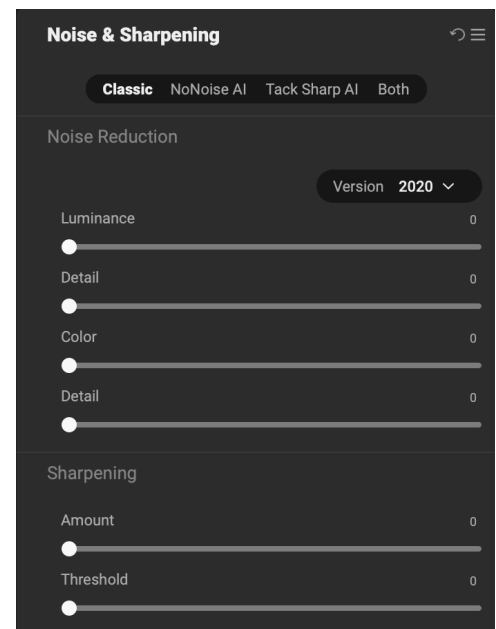 Noise & Sharpening
Classic NoNoise AI Tack Sharp AI Both
Noise Reduction
Version 2020
Luminance 0
Detail 0
Color 0
Detail 0
Sharpening
Amount 0
Threshold 0